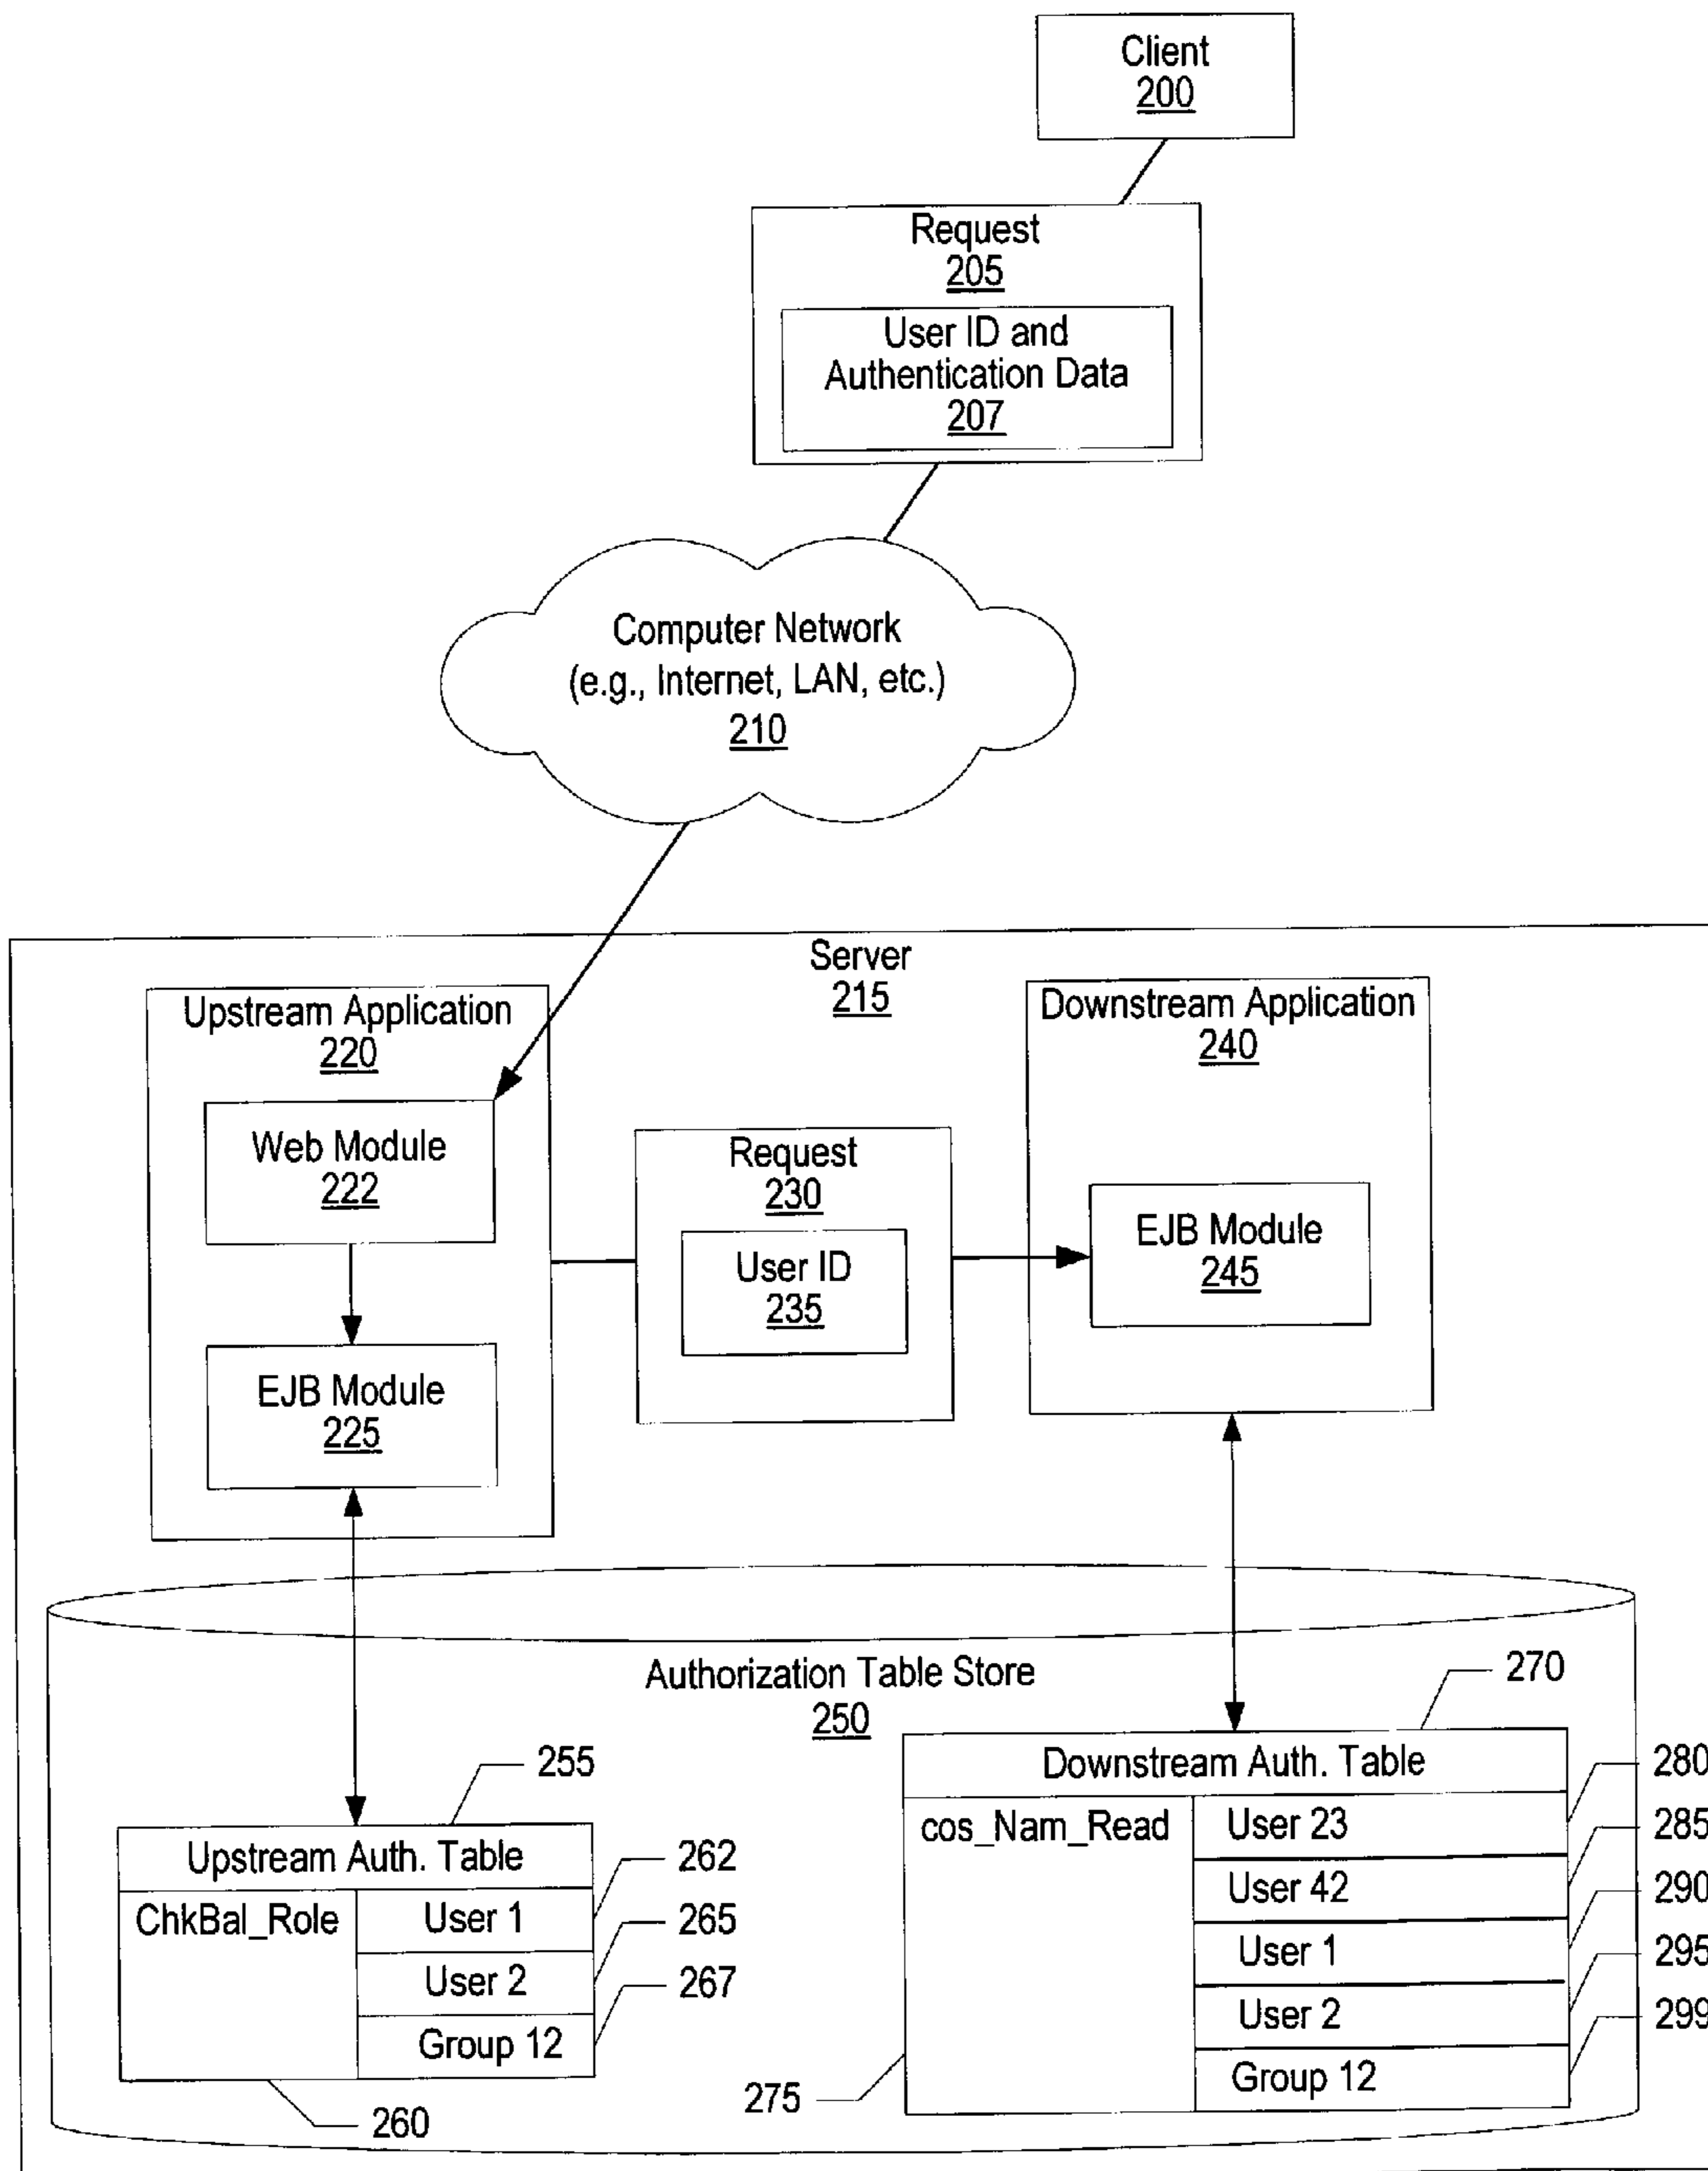 Client
200
Request
205
User ID and
Authentication Data
207
Computer Network
(e.g., Internet, LAN, etc.)
210
Server
215
Upstream Application
220
Web Module
222
EJB Module
225
Request
230
User ID
235
Downstream Application
240
EJB Module
245
Authorization Table Store
250
255
Upstream Auth. Table
ChkBal_Role
User 1
262
User 2
265
Group 12
267
260
270
Downstream Auth. Table
cos_Nam_Read
User 23
280
User 42
285
User 1
290
User 2
295
Group 12
299
275